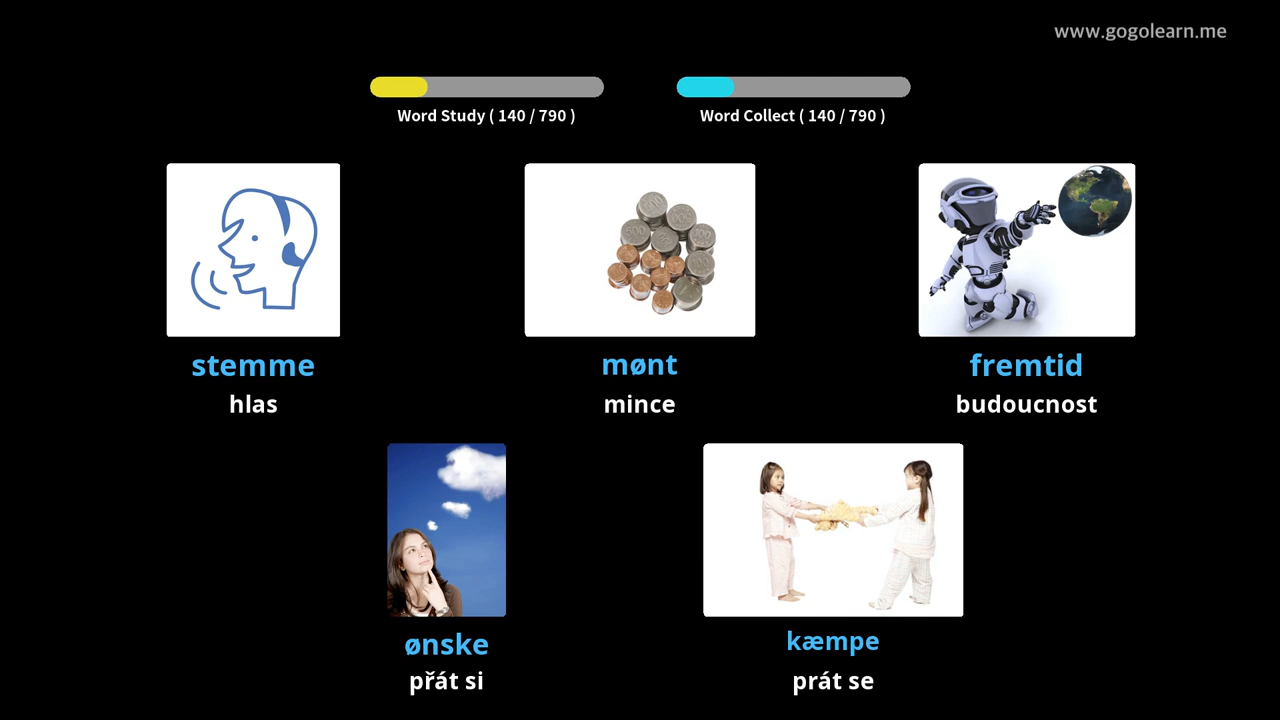 www.gogolearn.me
Word Study ( 140 / 790 )
Word Collect ( 140 / 790 )
stemme
hlas
mønt
mince
fremtid
budoucnost
ønske
přát si
kæmpe
prát se